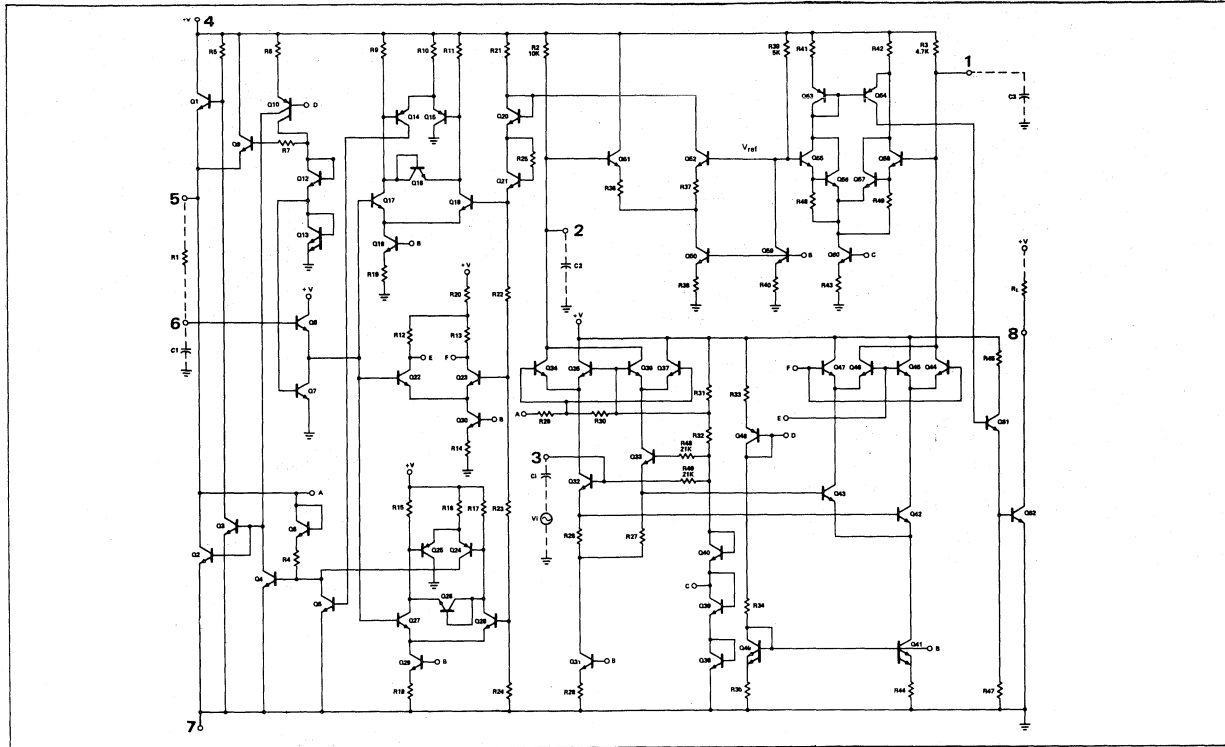 +V 4
R5 R6 R9 R10 R11 R21 R2 10K R39 5K R41 R42 R3 4.7K
1
C3
Q1 Q10 D Q14 Q15 Q20 Q53 Q54
Q9 R7 Vref
Q12 R25 Q51 Q52 Q55 Q58
Q16 Q21 Q56 Q57
5 Q17 Q18 R36 R37 R48 R49
Q13 2
Q19 B Q50 Q59 B Q60 C
R1 R19 +V C2 R38 R40 R43 +V
R20 R22 RL
6 +V +V 8
Q8 R12 R13
C1 E F Q34 Q35 Q36 Q37 F Q47 Q46 Q45 Q44 R46
Q22 Q23 R31 R33
Q7 A R29 R30 E
Q30 B R32 Q48 D Q61
R14 3 Q33 R48 21K
R49 21K
+V Ci Q32 Q43
A R15 R16 R17 R23 Vi Q42 Q62
Q3 Q5 R26 R27
Q2 R4 Q25 Q24 Q40
Q4 C
Q6 Q26 Q39 R34
Q27 Q28
Q29 B Q31 B Q38 Q49 Q41 B
R18 R24 R28 R35 R44 R47
7